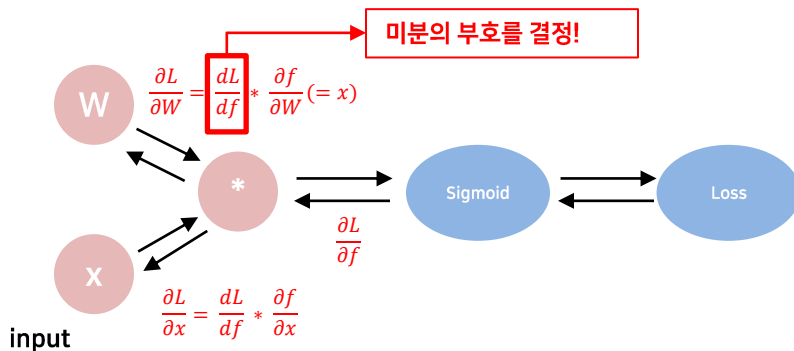 미분의 부호를 결정!
∂L/∂W = dL/df * ∂f/∂W (= x)
W
*
Sigmoid
Loss
∂L/∂f
x
∂L/∂x = dL/df * ∂f/∂x
input